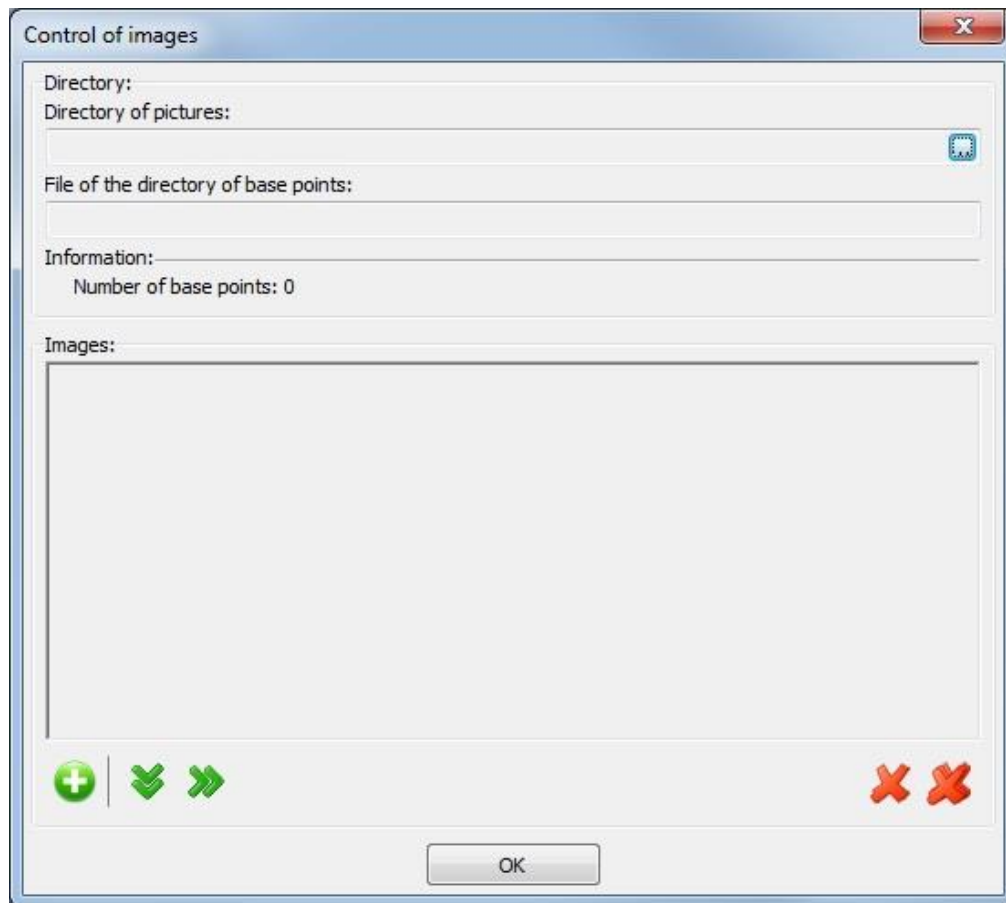 Control of images
Directory:
Directory of pictures:
...
File of the directory of base points:
Information:
Number of base points: 0
Images:
OK